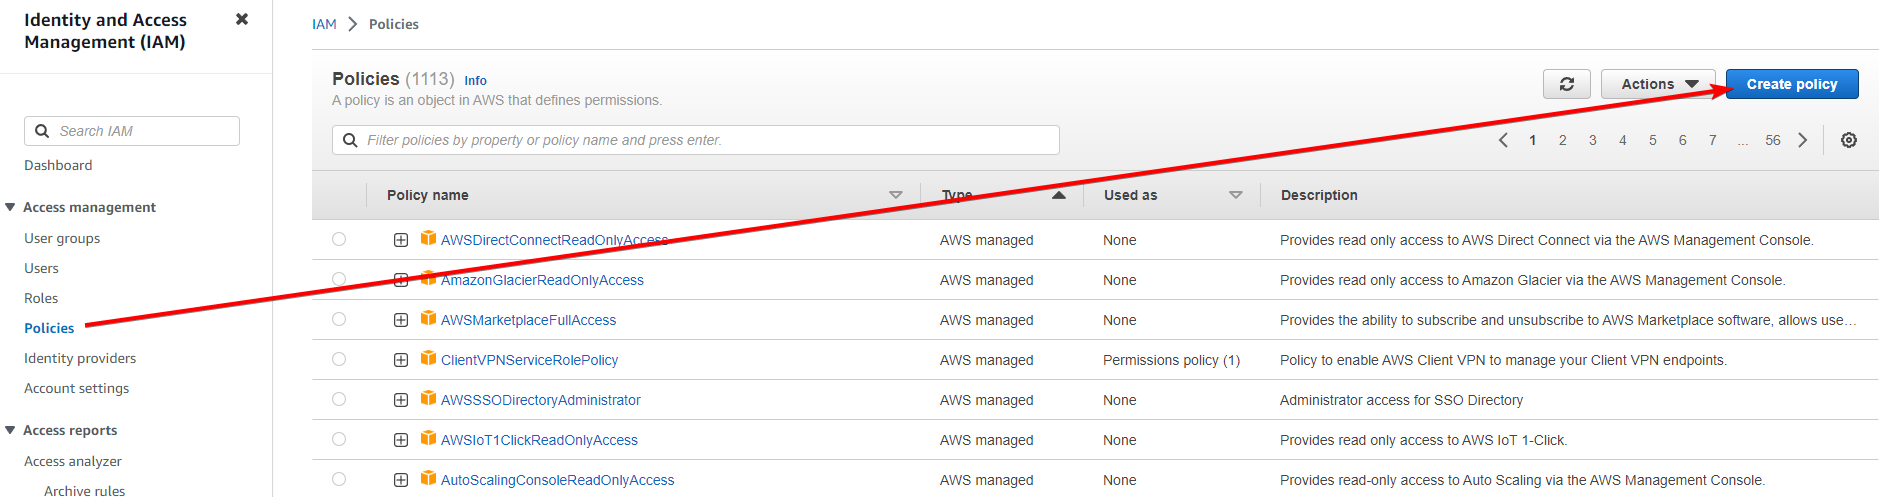 Identity and Access
Management (IAM)
Search IAM
Dashboard
Access management
User groups
Users
Roles
Policies
Identity providers
Account settings
Access reports
Access analyzer
Archive rules
IAM > Policies
Policies (1113) Info
A policy is an object in AWS that defines permissions.
Actions
Create policy
Filter policies by property or policy name and press enter.
1 2 3 4 5 6 7 ... 56
Policy name Type Used as Description
AWSDirectConnectReadOnlyAccess AWS managed None Provides read only access to AWS Direct Connect via the AWS Management Console.
AmazonGlacierReadOnlyAccess AWS managed None Provides read only access to Amazon Glacier via the AWS Management Console.
AWSMarketplaceFullAccess AWS managed None Provides the ability to subscribe and unsubscribe to AWS Marketplace software, allows use…
ClientVPNServiceRolePolicy AWS managed Permissions policy (1) Policy to enable AWS Client VPN to manage your Client VPN endpoints.
AWSSSODirectoryAdministrator AWS managed None Administrator access for SSO Directory
AWSIoT1ClickReadOnlyAccess AWS managed None Provides read only access to AWS IoT 1-Click.
AutoScalingConsoleReadOnlyAccess AWS managed None Provides read-only access to Auto Scaling via the AWS Management Console.